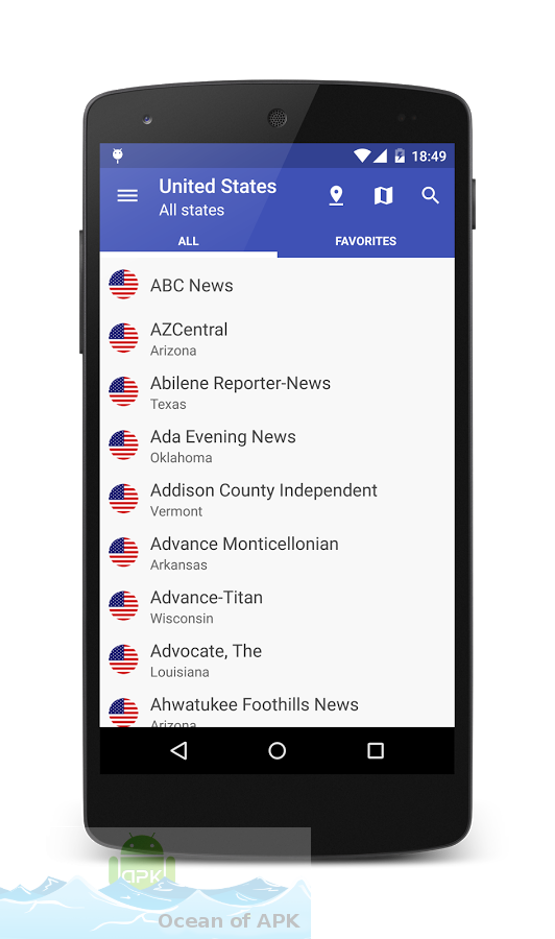 18:49
United States
All states
ALL
FAVORITES
ABC News
AZCentral
Arizona
Abilene Reporter-News
Texas
Ada Evening News
Oklahoma
Addison County Independent
Vermont
Advance Monticellonian
Arkansas
Advance-Titan
Wisconsin
Advocate, The
Louisiana
Ahwatukee Foothills News
Arizona
APK
Ocean of APK